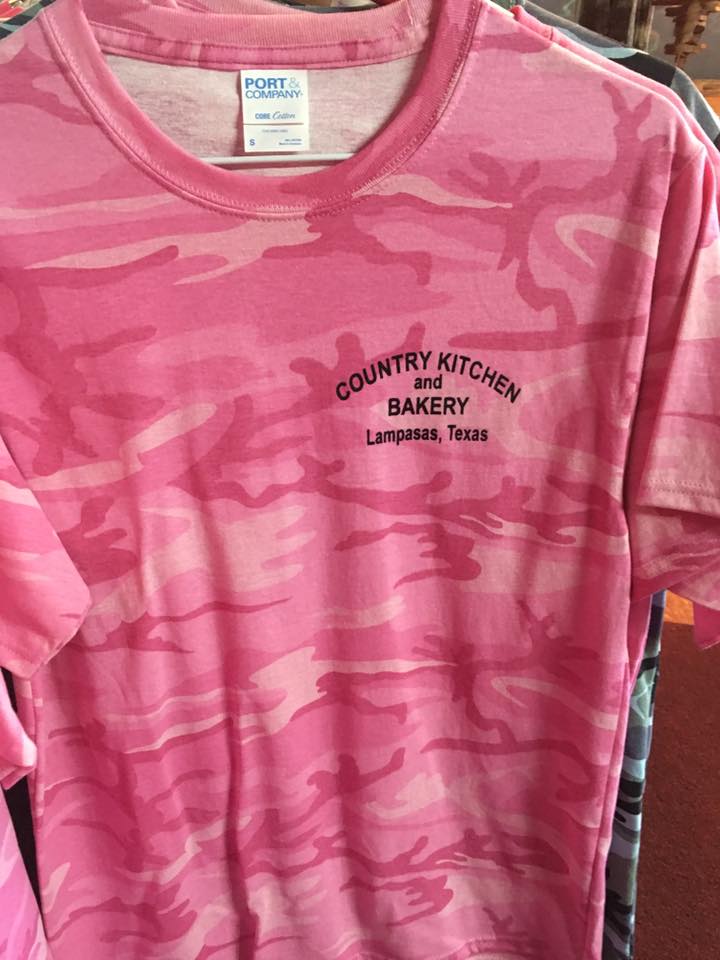 PORT &
COMPANY
CORE Cotton
S
COUNTRY KITCHEN
and
BAKERY
Lampasas, Texas